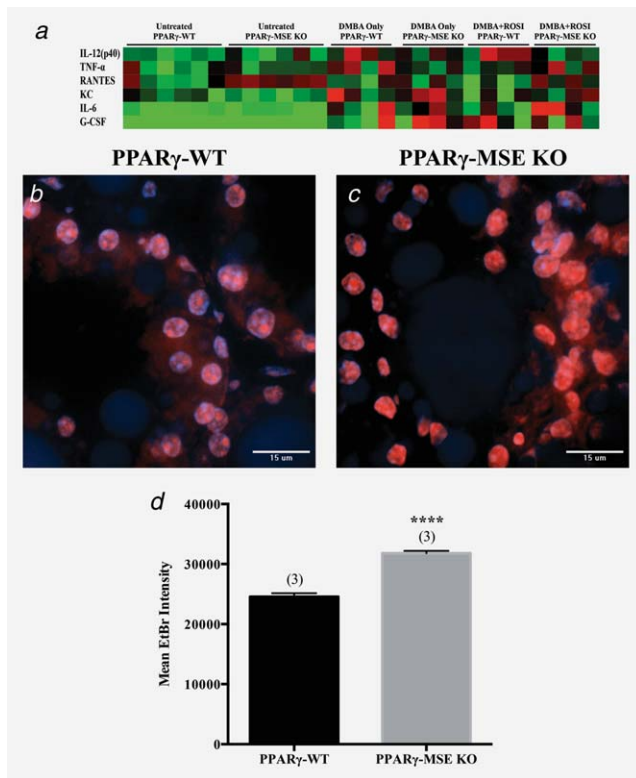 a
Untreated Untreated DMBA Only DMBA Only DMBA+ROSI DMBA+ROSI
PPARγ-WT PPARγ-MSE KO PPARγ-WT PPARγ-MSE KO PPARγ-WT PPARγ-MSE KO
IL-12(p40)
TNF-α
RANTES
KC
IL-6
G-CSF
PPARγ-WT PPARγ-MSE KO
b c
15 um 15 um
d
Mean EtBr Intensity
40000
30000
20000
10000
0
(3)
****
(3)
PPARγ-WT PPARγ-MSE KO